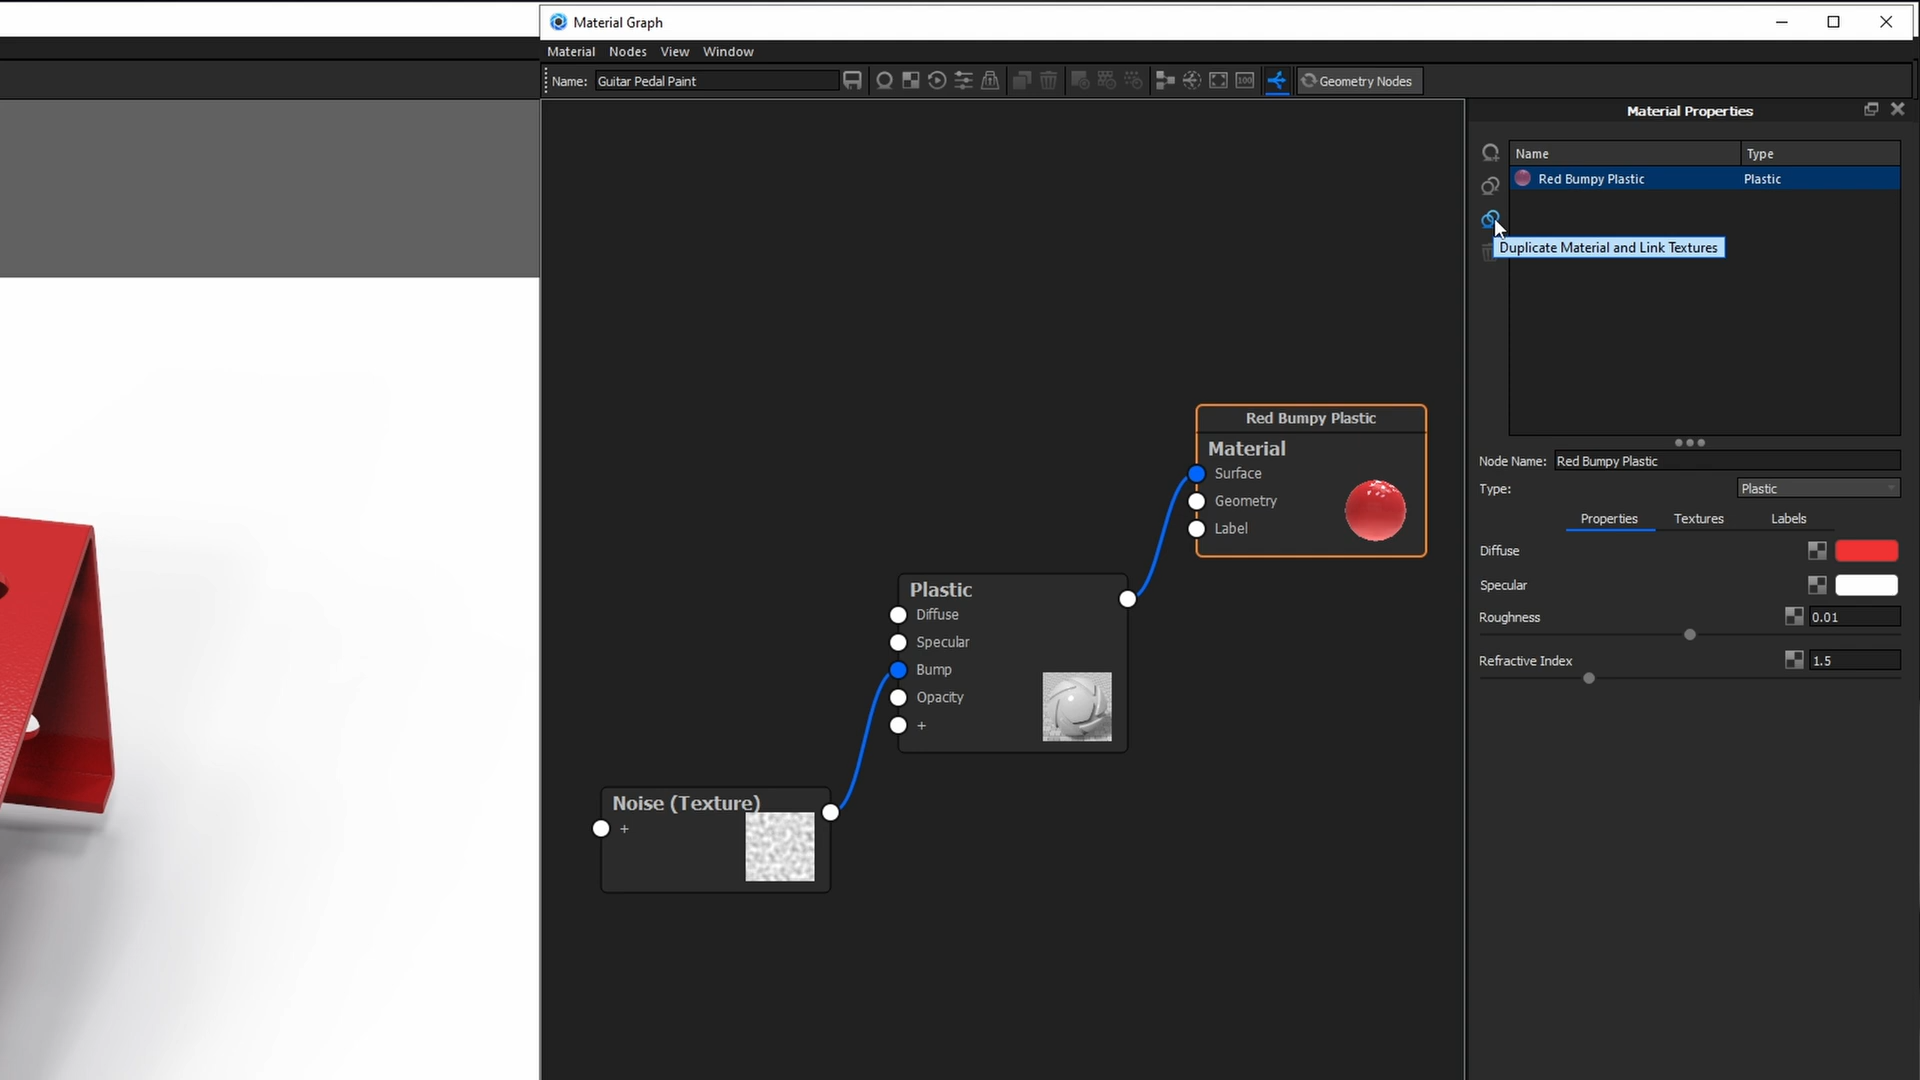 Material Graph
Material Nodes View Window
Name: Guitar Pedal Paint
100
Geometry Nodes
Material Properties
Name Type
Red Bumpy Plastic Plastic
Duplicate Material and Link Textures
Red Bumpy Plastic
Material
Surface
Geometry
Label
Plastic
Diffuse
Specular
Bump
Opacity
+
Noise (Texture)
+
Node Name: Red Bumpy Plastic
Type: Plastic
Properties Textures Labels
Diffuse
Specular
Roughness 0.01
Refractive Index 1.5